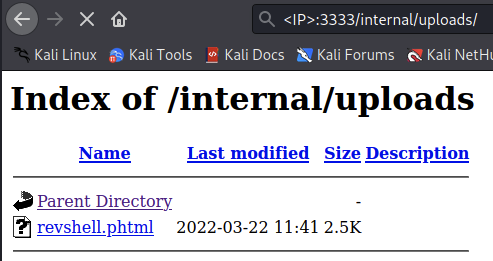 <IP>:3333/internal/uploads/
Kali Linux Kali Tools Kali Docs Kali Forums Kali NetHu
Index of /internal/uploads
Name Last modified Size Description
Parent Directory -
revshell.phtml 2022-03-22 11:41 2.5K